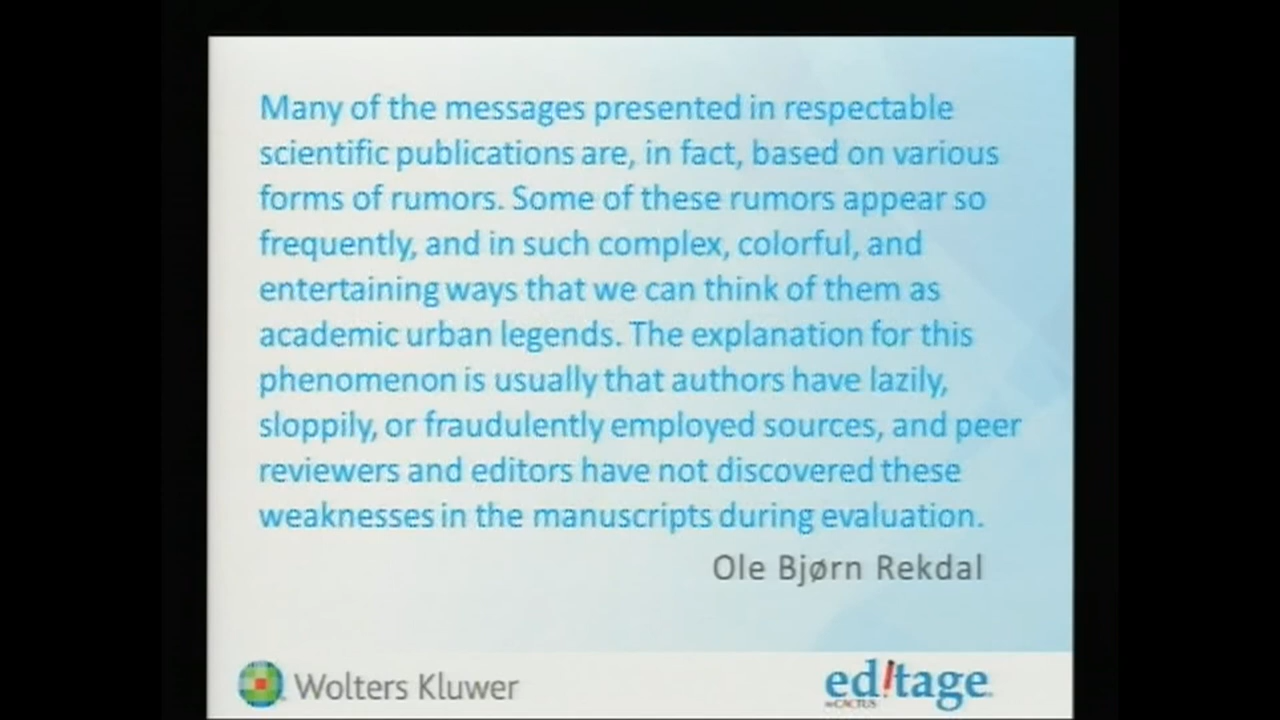 Many of the messages presented in respectable
scientific publications are, in fact, based on various
forms of rumors. Some of these rumors appear so
frequently, and in such complex, colorful, and
entertaining ways that we can think of them as
academic urban legends. The explanation for this
phenomenon is usually that authors have lazily,
sloppily, or fraudulently employed sources, and peer
reviewers and editors have not discovered these
weaknesses in the manuscripts during evaluation.
Ole Bjørn Rekdal
Wolters Kluwer
ed!tage
by CACTUS